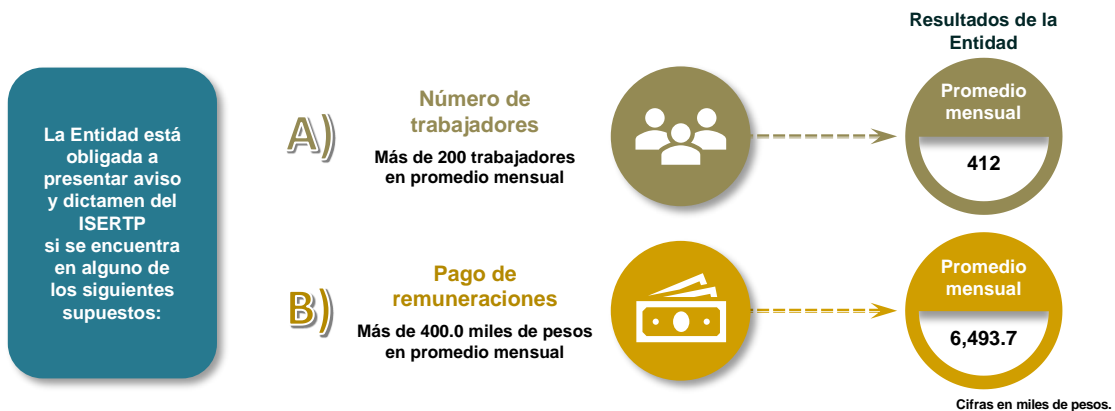 La Entidad está
obligada a
presentar aviso
y dictamen del
ISERTP
si se encuentra
en alguno de
los siguientes
supuestos:
Resultados de la
Entidad
A)
Número de
trabajadores
Más de 200 trabajadores
en promedio mensual
Promedio
mensual
412
B)
Pago de
remuneraciones
Más de 400.0 miles de pesos
en promedio mensual
Promedio
mensual
6,493.7
Cifras en miles de pesos.